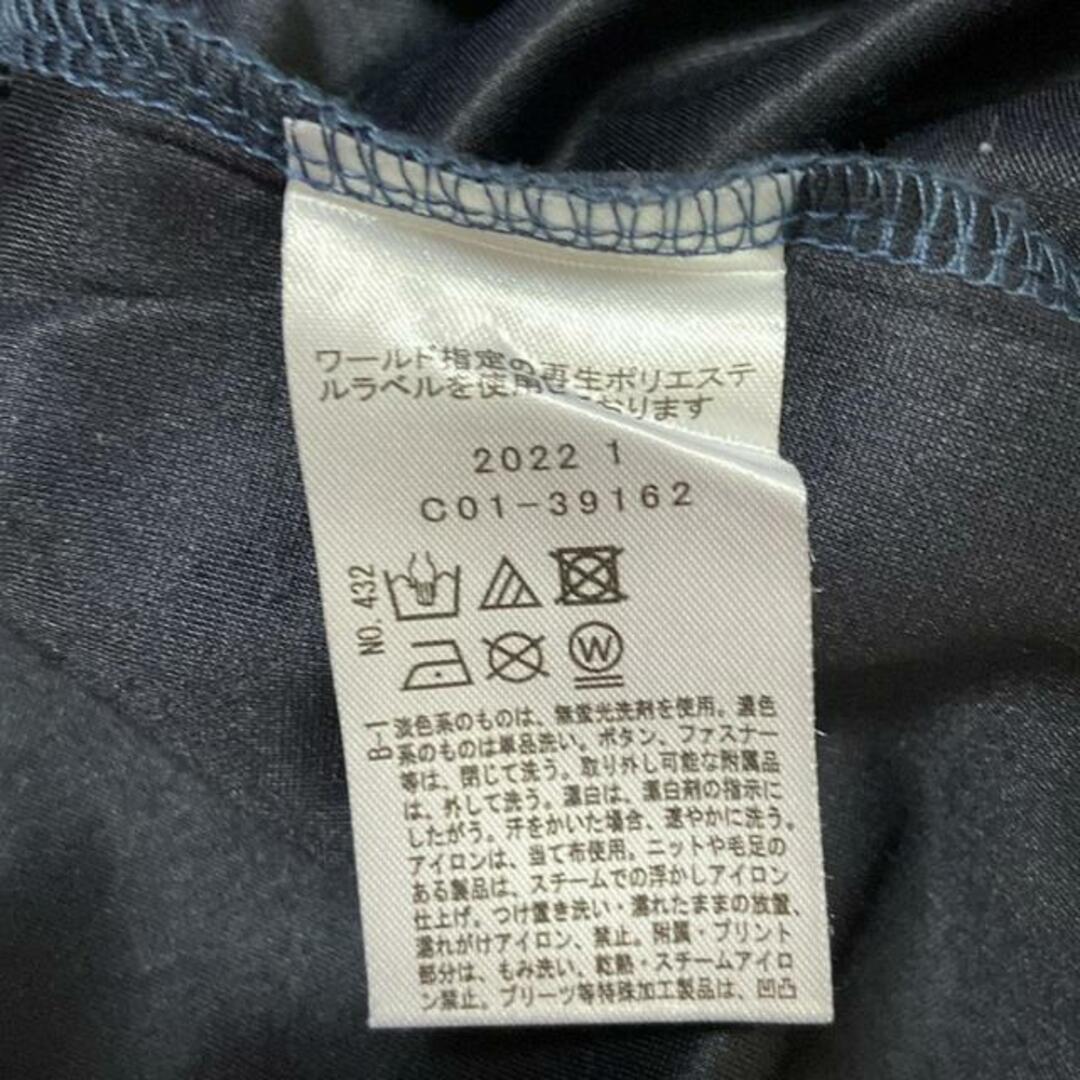 ワールド指定の再生ポリエステ
ルラベルを使用しております
2022 1
C01-39162
NO. 432
W
B-1
淡色系のものは、無蛍光洗剤を使用。濃色
系のものは単品洗い。ボタン、ファスナー
等は、閉じて洗う。取り外し可能な附属品
は、外して洗う。漂白は、漂白剤の指示に
したがう。汗をかいた場合、速やかに洗う。
アイロンは、当て布使用。ニットや毛足の
ある製品は、スチームでの浮かしアイロン
仕上げ。つけ置き洗い・濡れたままの放置、
濡れがけアイロン、禁止。附属・プリント
部分は、もみ洗い、乾熱・スチームアイロ
ン禁止。プリーツ等特殊加工製品は、凹凸